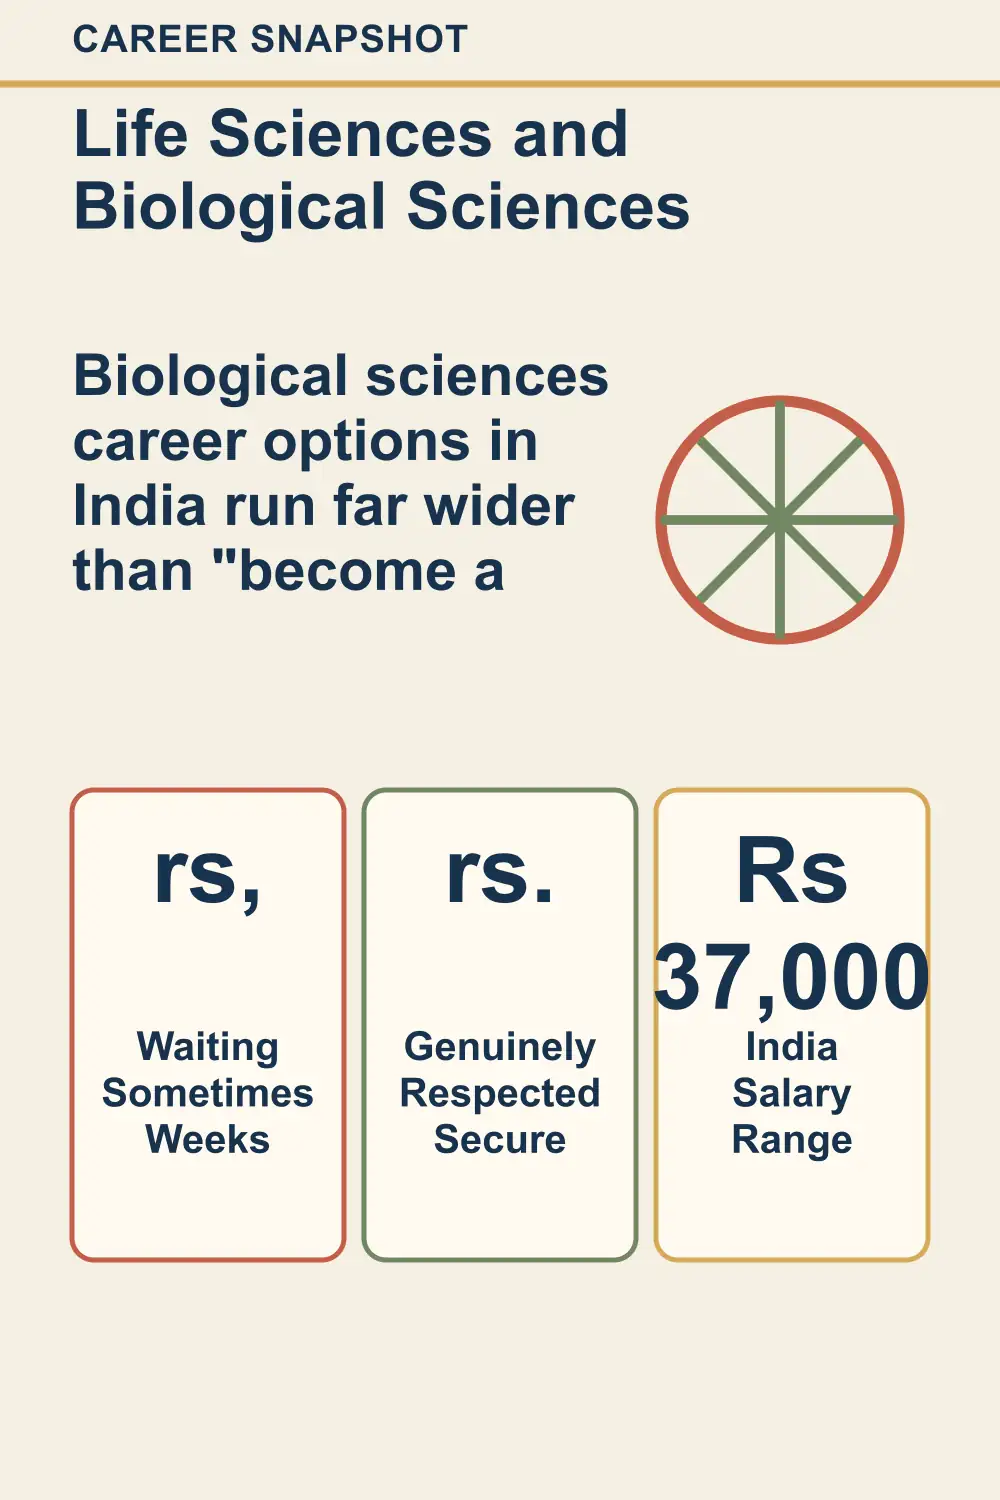 CAREER SNAPSHOT
Life Sciences and
Biological Sciences
Biological sciences
career options in
India run far wider
than "become a
rs,
Waiting
Sometimes
Weeks
rs.
Genuinely
Respected
Secure
Rs
37,000
India
Salary
Range